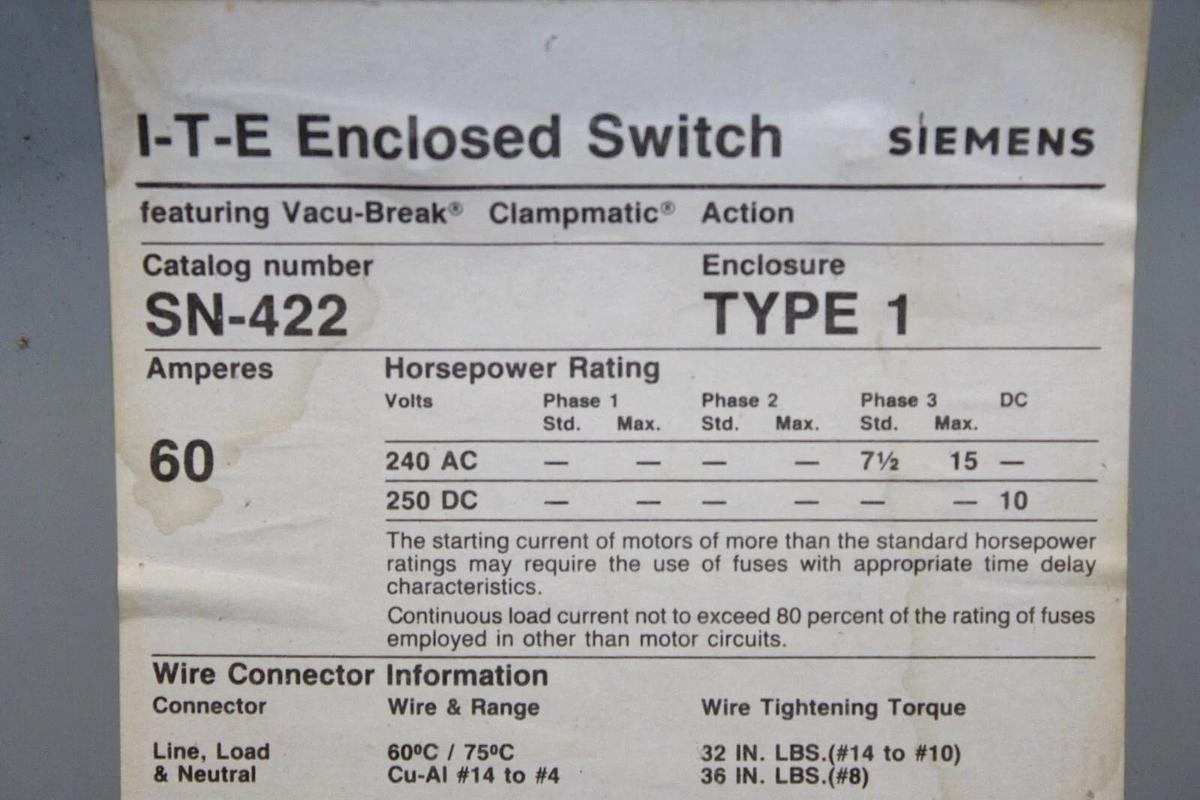 I-T-E Enclosed Switch SIEMENS
featuring Vacu-Break® Clampmatic® Action
Catalog number Enclosure
SN-422 TYPE 1
Amperes Horsepower Rating
Volts Phase 1 Phase 2 Phase 3 DC
Std. Max. Std. Max. Std. Max.
60 240 AC — — — — 7½ 15 —
250 DC — — — — — — 10
The starting current of motors of more than the standard horsepower
ratings may require the use of fuses with appropriate time delay
characteristics.
Continuous load current not to exceed 80 percent of the rating of fuses
employed in other than motor circuits.
Wire Connector Information
Connector Wire & Range Wire Tightening Torque
Line, Load 60ºC / 75ºC 32 IN. LBS.(#14 to #10)
& Neutral Cu-Al #14 to #4 36 IN. LBS.(#8)